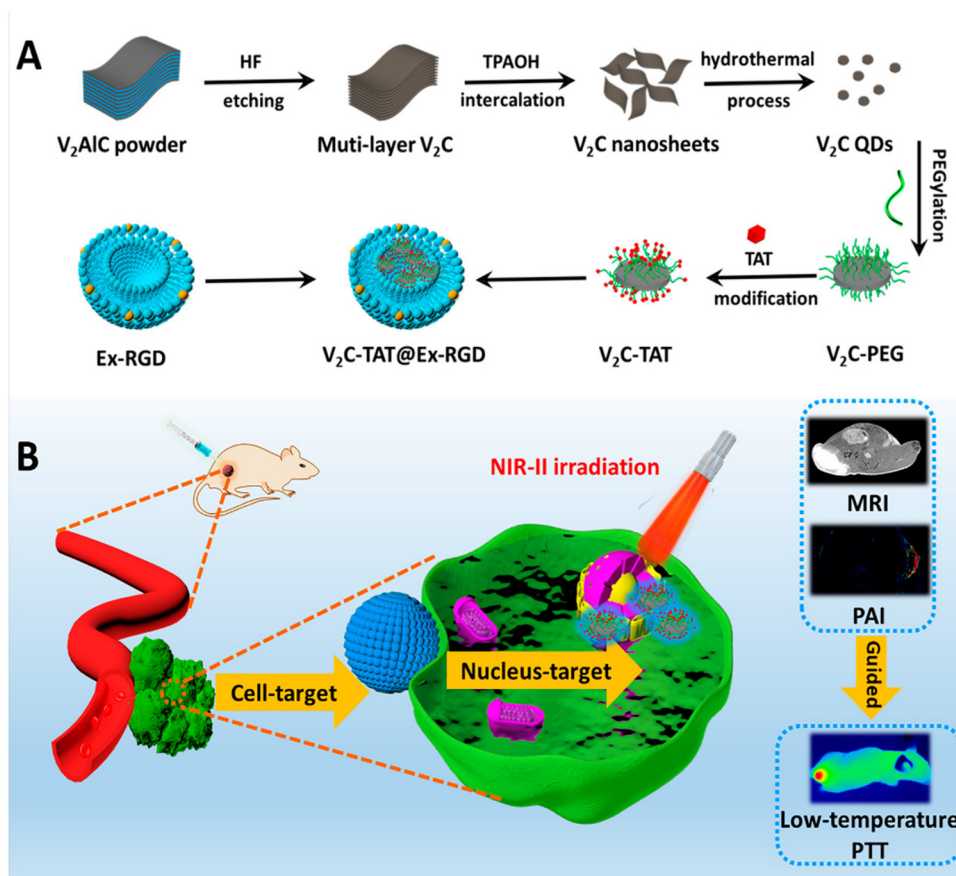 A
HF
etching
TPAOH
intercalation
hydrothermal
process
V₂AlC powder
Muti-layer V₂C
V₂C nanosheets
V₂C QDs
PEGylation
TAT
modification
Ex-RGD
V₂C-TAT@Ex-RGD
V₂C-TAT
V₂C-PEG
B
NIR-II irradiation
MRI
PAI
Cell-target
Nucleus-target
Guided
Low-temperature
PTT